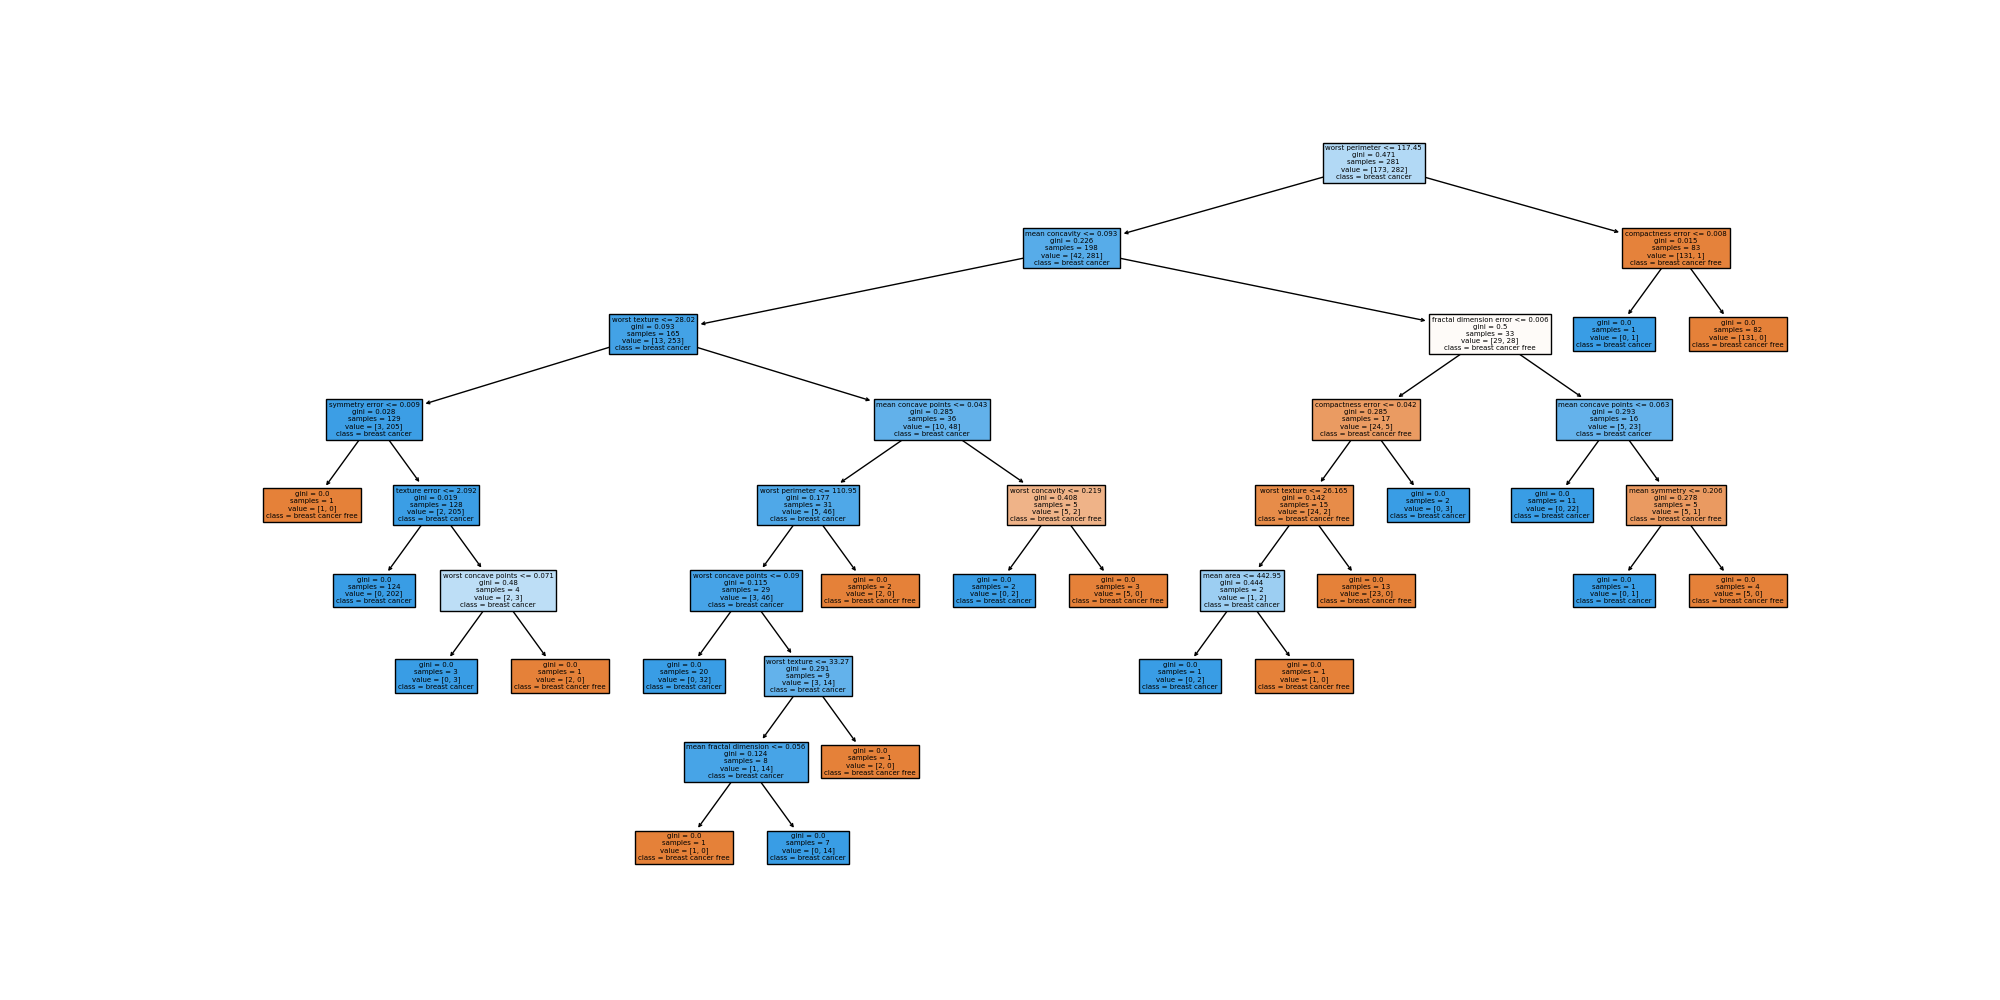 worst perimeter <= 117.45
gini = 0.471
samples = 281
value = [173, 282]
class = breast cancer
mean concavity <= 0.093
gini = 0.226
samples = 198
value = [42, 281]
class = breast cancer
compactness error <= 0.008
gini = 0.015
samples = 83
value = [131, 1]
class = breast cancer free
worst texture <= 28.02
gini = 0.093
samples = 165
value = [13, 253]
class = breast cancer
fractal dimension error <= 0.006
gini = 0.5
samples = 33
value = [29, 28]
class = breast cancer free
gini = 0.0
samples = 1
value = [0, 1]
class = breast cancer
gini = 0.0
samples = 82
value = [131, 0]
class = breast cancer free
symmetry error <= 0.009
gini = 0.028
samples = 129
value = [3, 205]
class = breast cancer
mean concave points <= 0.043
gini = 0.285
samples = 36
value = [10, 48]
class = breast cancer
compactness error <= 0.042
gini = 0.285
samples = 17
value = [24, 5]
class = breast cancer free
mean concave points <= 0.063
gini = 0.293
samples = 16
value = [5, 23]
class = breast cancer
gini = 0.0
samples = 1
value = [1, 0]
class = breast cancer free
texture error <= 2.092
gini = 0.019
samples = 128
value = [2, 205]
class = breast cancer
worst perimeter <= 110.95
gini = 0.177
samples = 31
value = [5, 46]
class = breast cancer
worst concavity <= 0.219
gini = 0.408
samples = 5
value = [5, 2]
class = breast cancer free
worst texture <= 26.165
gini = 0.142
samples = 15
value = [24, 2]
class = breast cancer free
gini = 0.0
samples = 2
value = [0, 3]
class = breast cancer
gini = 0.0
samples = 11
value = [0, 22]
class = breast cancer
mean symmetry <= 0.206
gini = 0.278
samples = 5
value = [5, 1]
class = breast cancer free
gini = 0.0
samples = 124
value = [0, 202]
class = breast cancer
worst concave points <= 0.071
gini = 0.48
samples = 4
value = [2, 3]
class = breast cancer
worst concave points <= 0.09
gini = 0.115
samples = 29
value = [3, 46]
class = breast cancer
gini = 0.0
samples = 2
value = [2, 0]
class = breast cancer free
gini = 0.0
samples = 2
value = [0, 2]
class = breast cancer
gini = 0.0
samples = 3
value = [5, 0]
class = breast cancer free
mean area <= 442.95
gini = 0.444
samples = 2
value = [1, 2]
class = breast cancer
gini = 0.0
samples = 13
value = [23, 0]
class = breast cancer free
gini = 0.0
samples = 1
value = [0, 1]
class = breast cancer
gini = 0.0
samples = 4
value = [5, 0]
class = breast cancer free
gini = 0.0
samples = 3
value = [0, 3]
class = breast cancer
gini = 0.0
samples = 1
value = [2, 0]
class = breast cancer free
gini = 0.0
samples = 20
value = [0, 32]
class = breast cancer
worst texture <= 33.27
gini = 0.291
samples = 9
value = [3, 14]
class = breast cancer
gini = 0.0
samples = 1
value = [0, 2]
class = breast cancer
gini = 0.0
samples = 1
value = [1, 0]
class = breast cancer free
mean fractal dimension <= 0.056
gini = 0.124
samples = 8
value = [1, 14]
class = breast cancer
gini = 0.0
samples = 1
value = [2, 0]
class = breast cancer free
gini = 0.0
samples = 1
value = [1, 0]
class = breast cancer free
gini = 0.0
samples = 7
value = [0, 14]
class = breast cancer